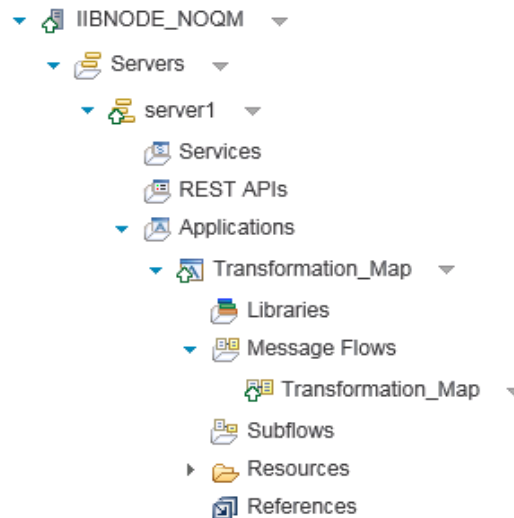 IIBNODE_NOQM
Servers
server1
Services
REST APIs
Applications
Transformation_Map
Libraries
Message Flows
Transformation_Map
Subflows
Resources
References